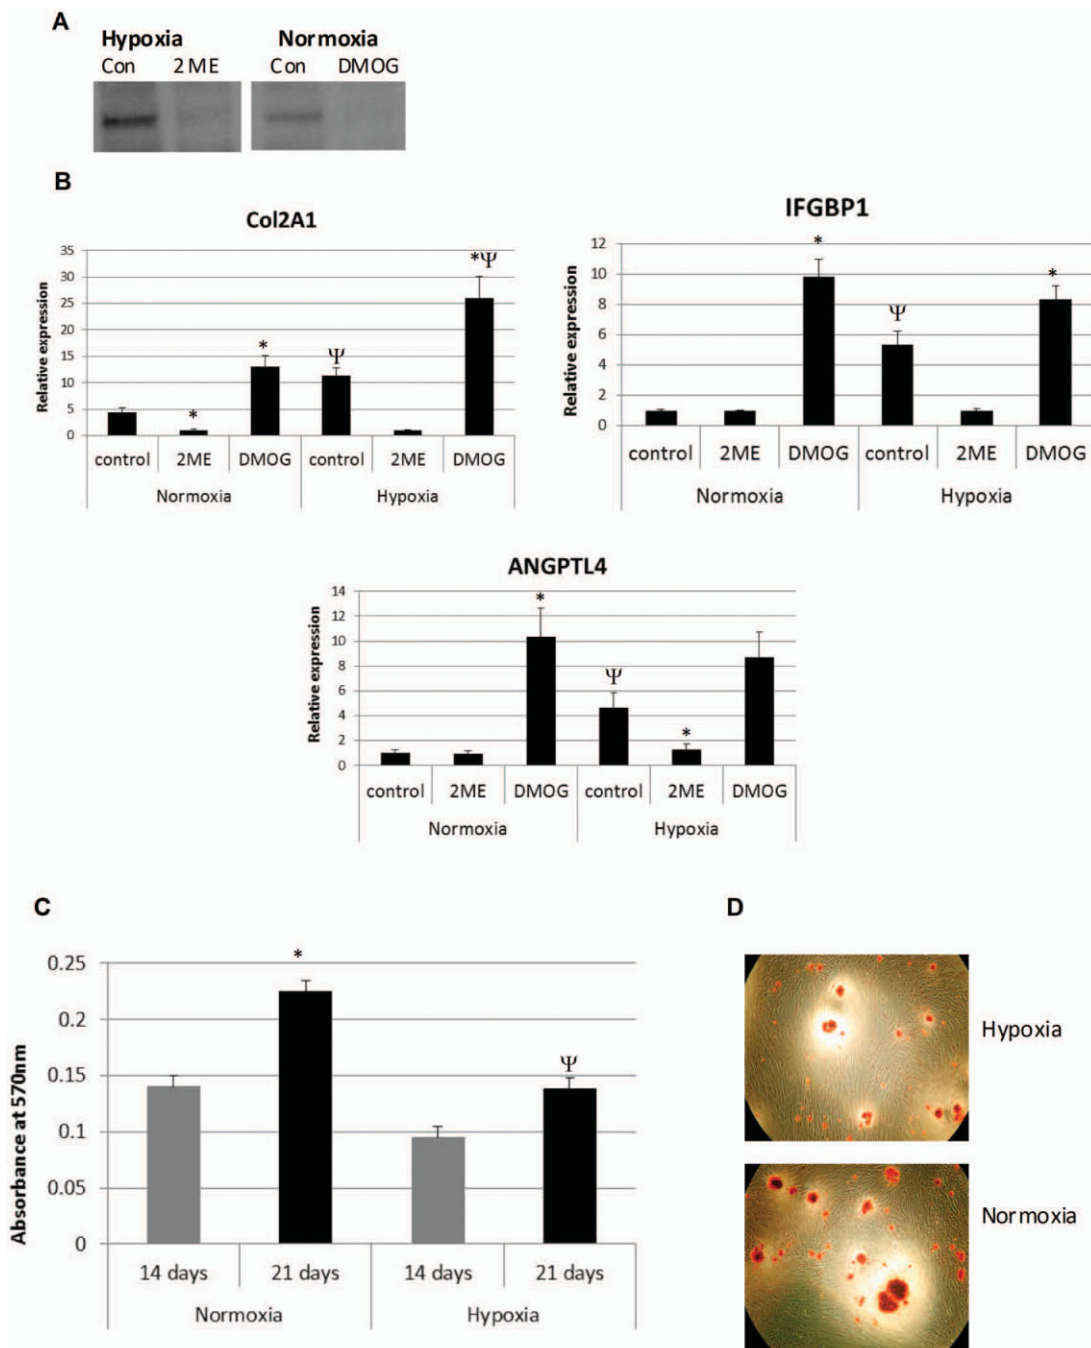 A
Hypoxia Normoxia
Con 2 ME Con DMOG
B
Col2A1
Relative expression
35
30
25
20
15
10
5
0
*
*
Ψ
*Ψ
control 2ME DMOG control 2ME DMOG
Normoxia Hypoxia
IFGBP1
Relative expression
12
10
8
6
4
2
0
*
Ψ
*
control 2ME DMOG control 2ME DMOG
Normoxia Hypoxia
ANGPTL4
Relative expression
14
12
10
8
6
4
2
0
*
Ψ
*
control 2ME DMOG control 2ME DMOG
Normoxia Hypoxia
C
Absorbance at 570nm
0.25
0.2
0.15
0.1
0.05
0
*
Ψ
14 days 21 days 14 days 21 days
Normoxia Hypoxia
D
Hypoxia
Normoxia